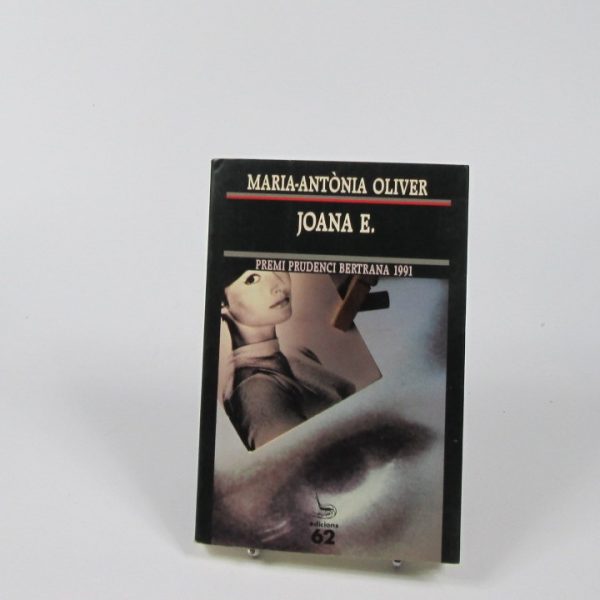 MARIA-ANTÒNIA OLIVER
JOANA E.
PREMI PRUDENCI BERTRANA 1991
edicions
62